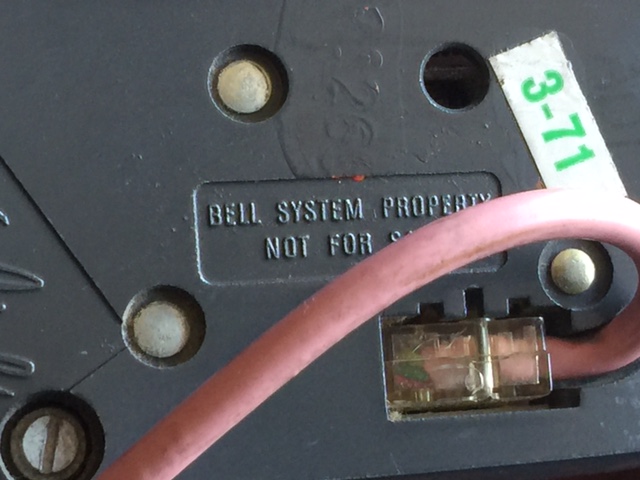 3-71
BELL SYSTEM PROPERTY
NOT FOR